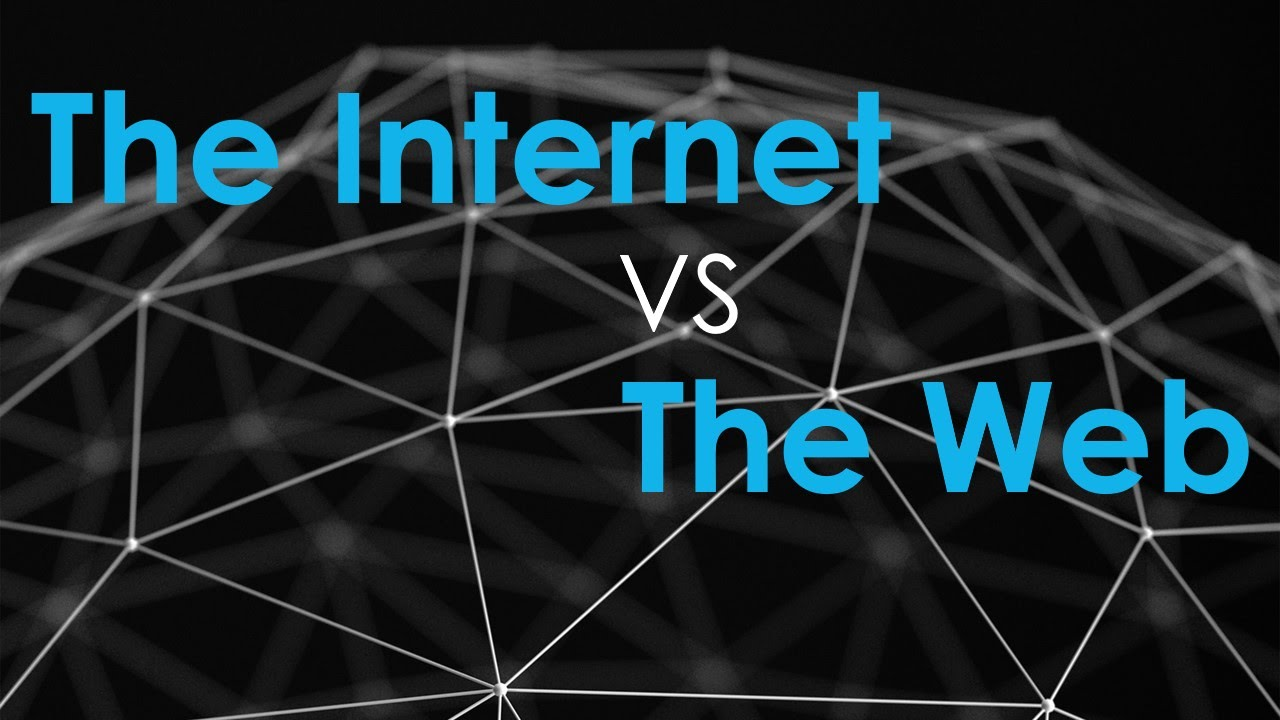 The Internet
VS
The Web